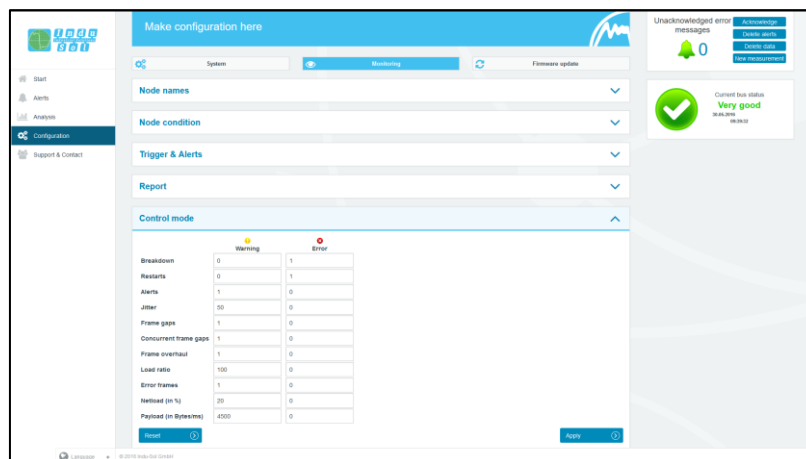 Indu
Sol
Make configuration here
Unacknowledged error
messages
0
Acknowledge
Delete alerts
Delete data
New measurement
System
Monitoring
Firmware update
Start
Alerts
Analysis
Configuration
Support & Contact
Current bus status
Very good
Node names
Node condition
Trigger & Alerts
Report
Control mode
Warning Error
Breakdown 0 1
Restarts 0 1
Alerts 1 0
Jitter 50 0
Frame gaps 1 0
Concurrent frame gaps 1 0
Frame overhaul 1 0
Load ratio 100 0
Error frames 1 0
Netload (in %) 20 0
Payload (in Bytes/ms) 4500 0
Reset
Apply
Language